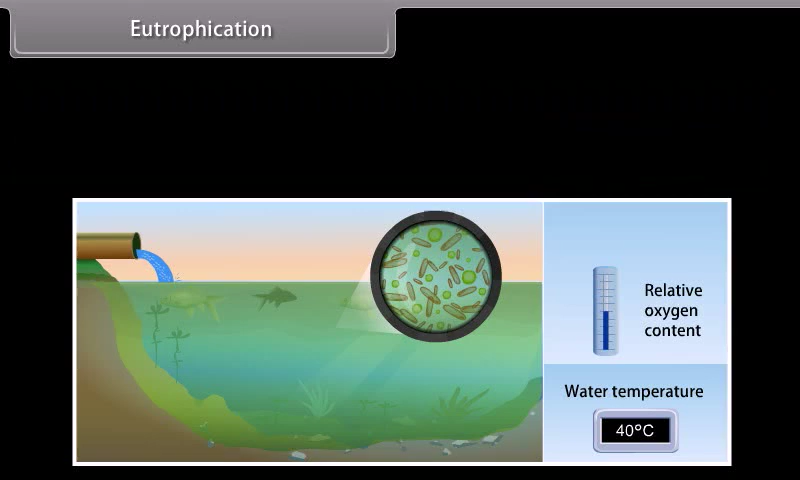 Eutrophication
Relative
oxygen
content
Water temperature
40°C